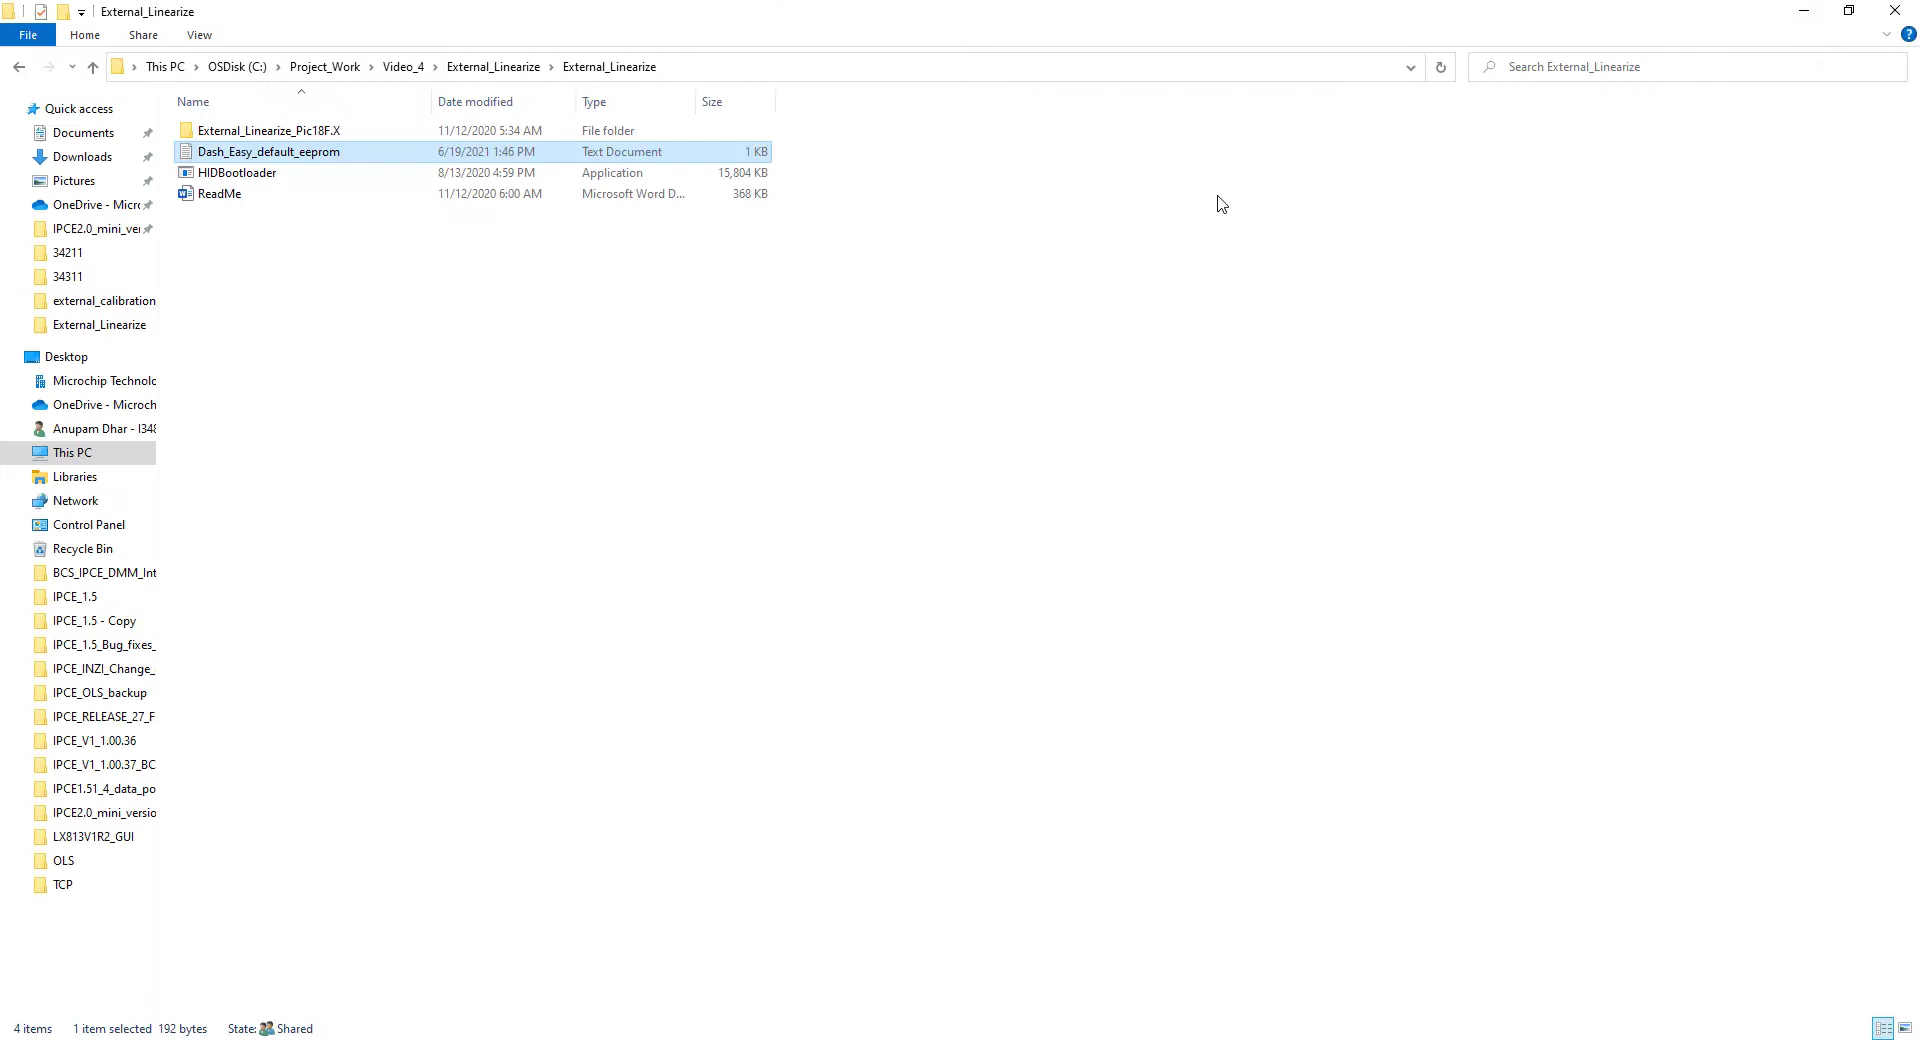 External_Linearize
File Home Share View
This PC OSDisk (C:) Project_Work Video_4 External_Linearize External_Linearize
Search External_Linearize
Name Date modified Type Size
External_Linearize_Pic18F.X 11/12/2020 5:34 AM File folder
Dash_Easy_default_eeprom 6/19/2021 1:46 PM Text Document 1 KB
HIDBootloader 8/13/2020 4:59 PM Application 15,804 KB
ReadMe 11/12/2020 6:00 AM Microsoft Word D... 368 KB
Quick access
Documents
Downloads
Pictures
OneDrive - Micr
IPCE2.0_mini_ve
34211
34311
external_calibration
External_Linearize
Desktop
Microchip Technolo
OneDrive - Microch
Anupam Dhar - I348
This PC
Libraries
Network
Control Panel
Recycle Bin
BCS_IPCE_DMM_Int
IPCE_1.5
IPCE_1.5 - Copy
IPCE_1.5_Bug_fixes_
IPCE_INZI_Change_
IPCE_OLS_backup
IPCE_RELEASE_27_F
IPCE_V1_1.00.36
IPCE_V1_1.00.37_BC
IPCE1.51_4_data_po
IPCE2.0_mini_versio
LX813V1R2_GUI
OLS
TCP
4 items 1 item selected 192 bytes State: Shared